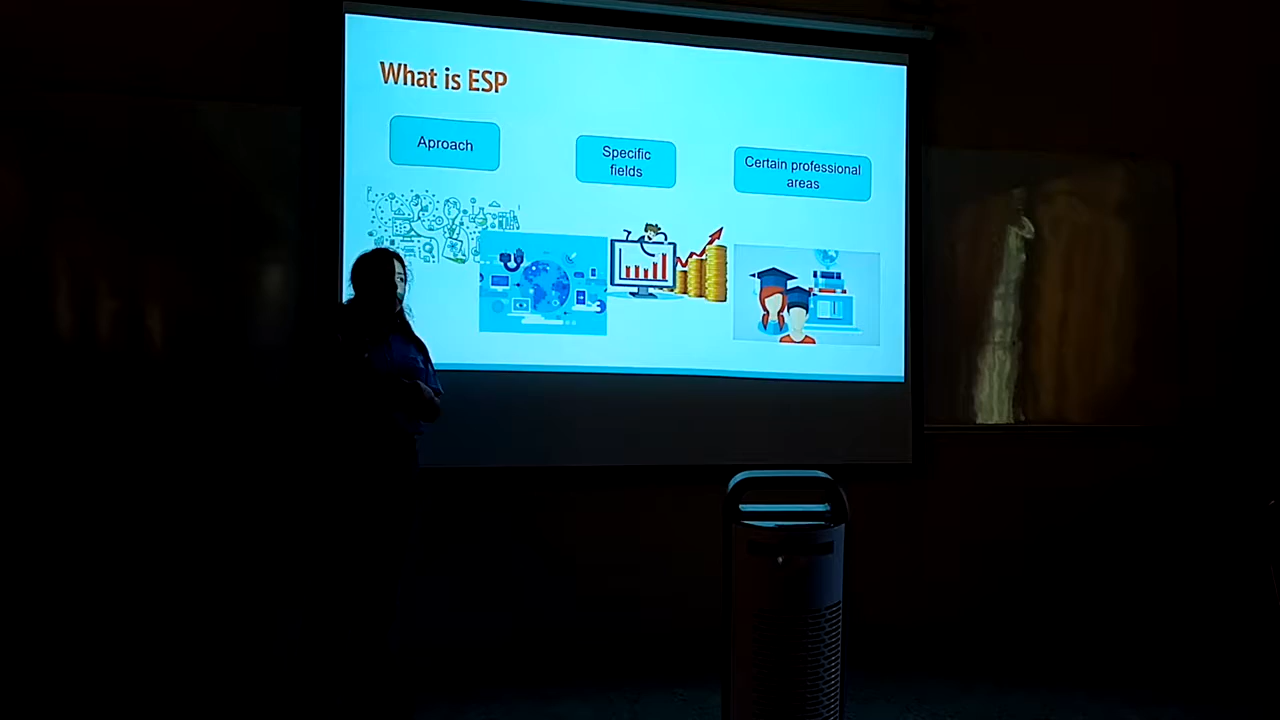 What is ESP
Aproach
Specific
fields
Certain professional
areas